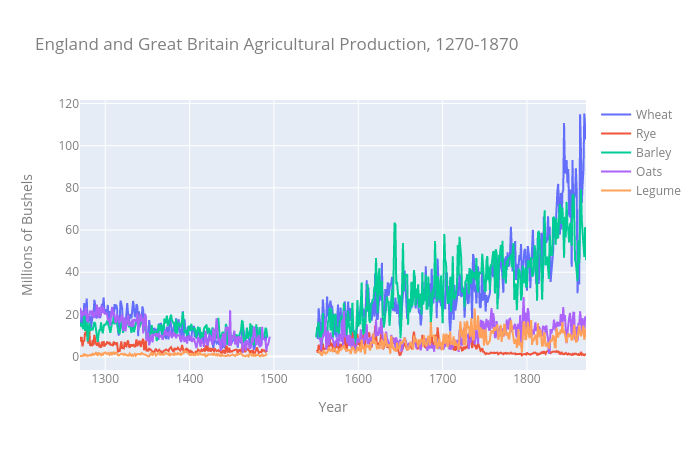 England and Great Britain Agricultural Production, 1270-1870
120
100
80
60
40
20
0
Millions of Bushels
1300
1400
1500
1600
1700
1800
Year
Wheat
Rye
Barley
Oats
Legume